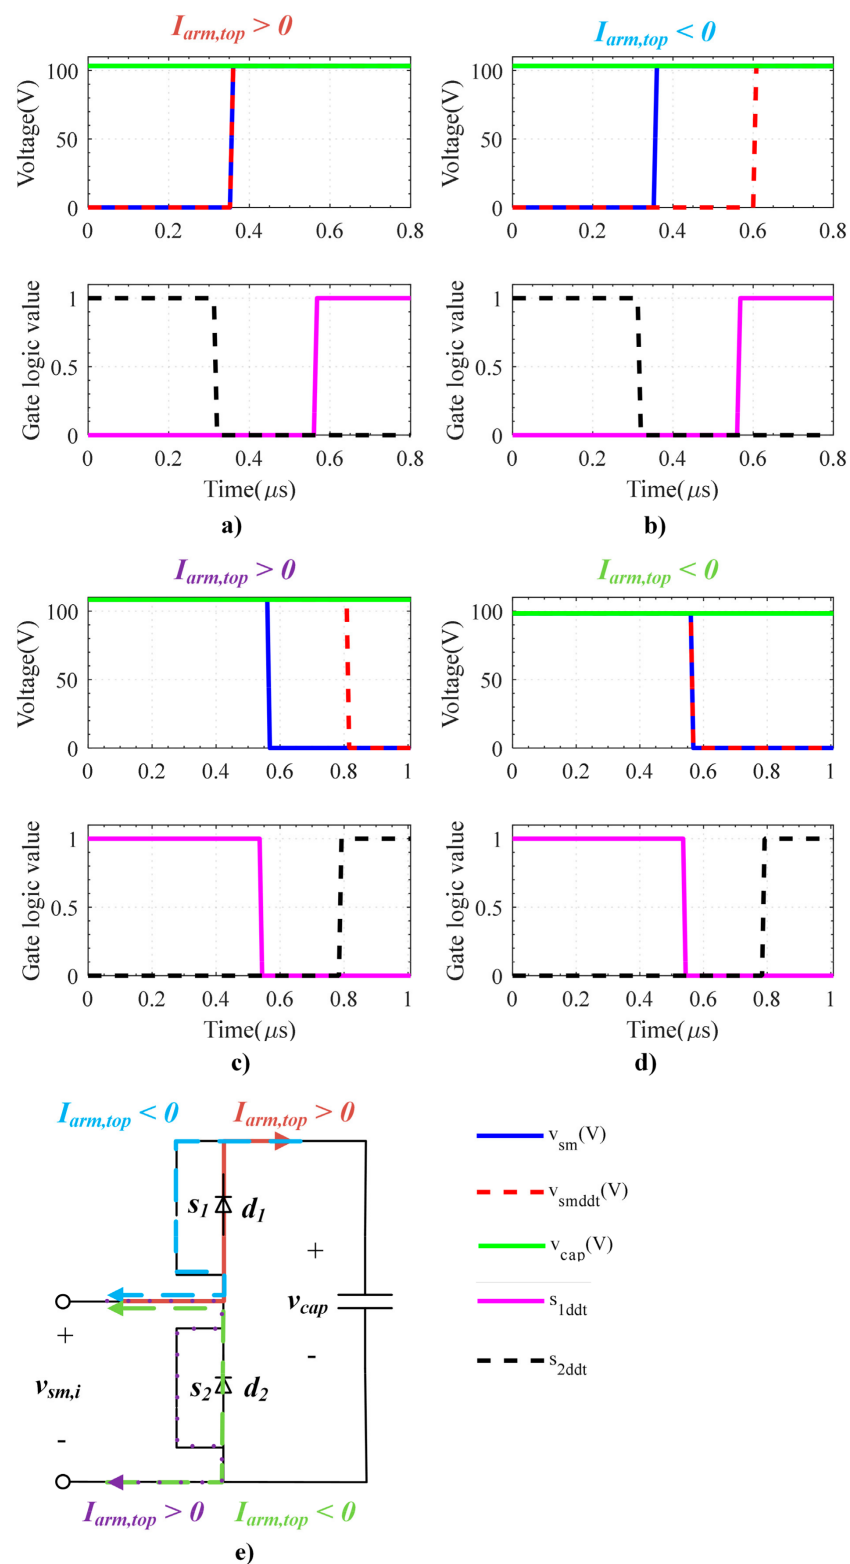 I_arm,top > 0
I_arm,top < 0
Voltage(V)
100
50
0
0 0.2 0.4 0.6 0.8
Voltage(V)
100
50
0
0 0.2 0.4 0.6 0.8
Gate logic value
1
0.5
0
0 0.2 0.4 0.6 0.8
Time(μs)
a)
Gate logic value
1
0.5
0
0 0.2 0.4 0.6 0.8
Time(μs)
b)
I_arm,top > 0
I_arm,top < 0
Voltage(V)
100
50
0
0 0.2 0.4 0.6 0.8 1
Voltage(V)
100
50
0
0 0.2 0.4 0.6 0.8 1
Gate logic value
1
0.5
0
0 0.2 0.4 0.6 0.8 1
Time(μs)
c)
Gate logic value
1
0.5
0
0 0.2 0.4 0.6 0.8 1
Time(μs)
d)
I_arm,top < 0
I_arm,top > 0
s_1 d_1
+
v_cap
-
+
v_sm,i
-
s_2 d_2
I_arm,top > 0
I_arm,top < 0
e)
v_sm(V)
v_smddt(V)
v_cap(V)
s_1ddt
s_2ddt